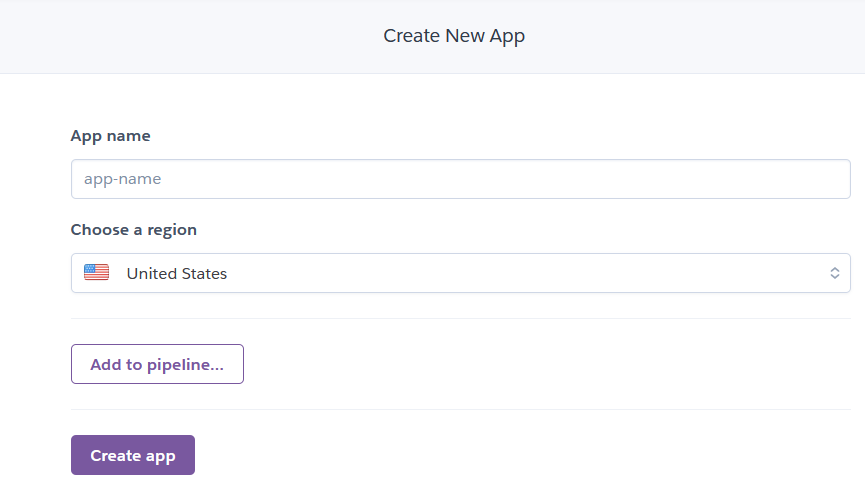 Create New App
App name
app-name
Choose a region
United States
Add to pipeline...
Create app